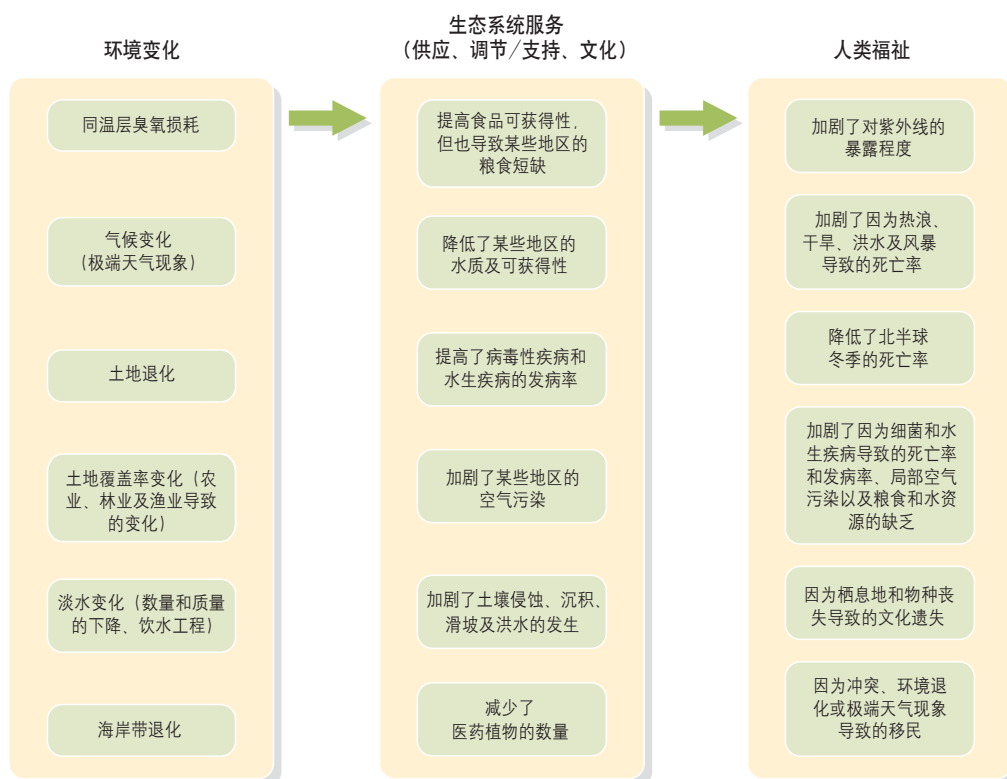 环境变化
同温层臭氧损耗
气候变化
（极端天气现象）
土地退化
土地覆盖率变化（农
业、林业及渔业导致
的变化）
淡水变化（数量和质量
的下降、饮水工程）
海岸带退化
生态系统服务
（供应、调节/支持、文化）
提高食品可获得性，
但也导致某些地区的
粮食短缺
降低了某些地区的
水质及可获得性
提高了病毒性疾病和
水生疾病的发病率
加剧了某些地区的
空气污染
加剧了土壤侵蚀、沉积、
滑坡及洪水的发生
减少了
医药植物的数量
人类福祉
加剧了对紫外线的
暴露程度
加剧了因为热浪、
干旱、洪水及风暴
导致的死亡率
降低了北半球
冬季的死亡率
加剧了因为细菌和水
生疾病导致的死亡率
和发病率、局部空气
污染以及粮食和水资
源的缺乏
因为栖息地和物种丧
失导致的文化遗失
因为冲突、环境退
化或极端天气现象
导致的移民